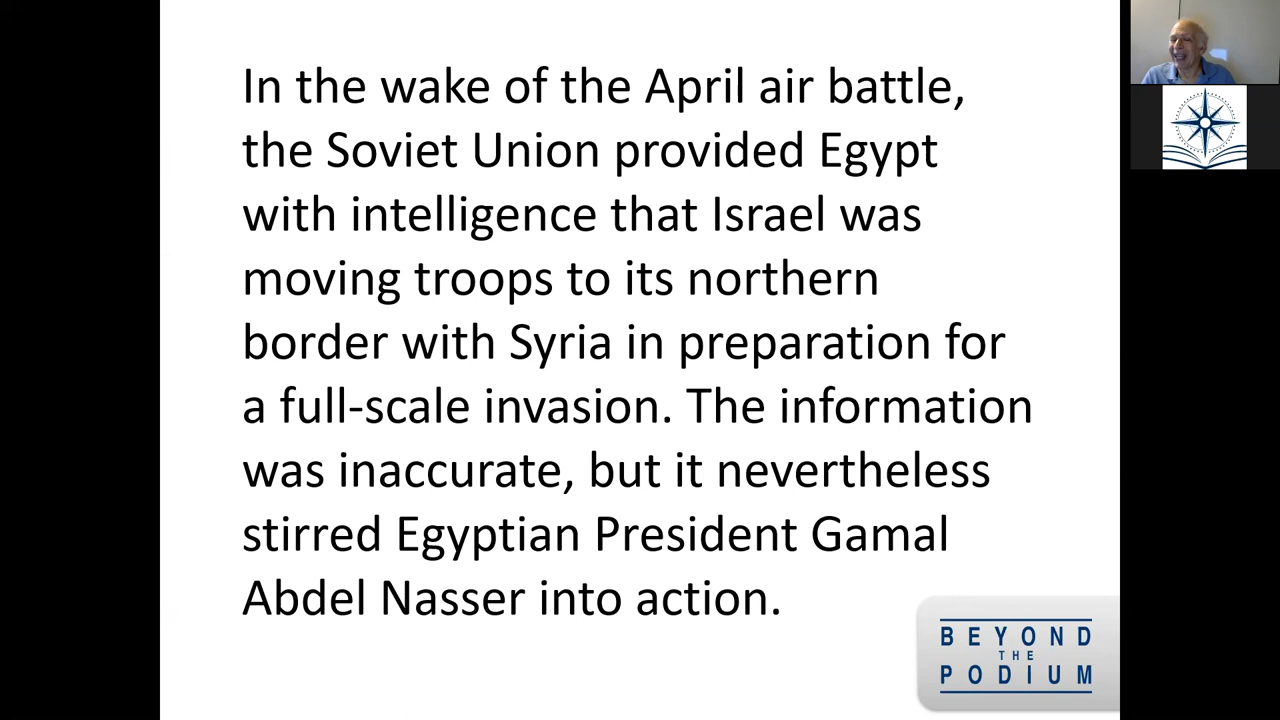 In the wake of the April air battle,
the Soviet Union provided Egypt
with intelligence that Israel was
moving troops to its northern
border with Syria in preparation for
a full-scale invasion. The information
was inaccurate, but it nevertheless
stirred Egyptian President Gamal
Abdel Nasser into action.
BEYOND
THE
PODIUM